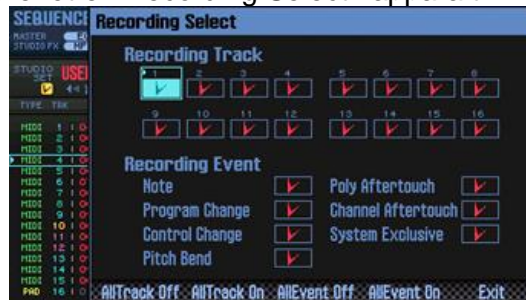 SEQUENCE
Recording Select
MASTER
STUDIO FX
STUDIO SET
USE
TYPE TRK
Recording Track
1 2 3 4 5 6 7 8
9 10 11 12 13 14 15 16
Recording Event
Note
Poly Aftertouch
Program Change
Channel Aftertouch
Control Change
System Exclusive
Pitch Bend
MIDI 1
MIDI 2
MIDI 3
MIDI 4
MIDI 5
MIDI 6
MIDI 7
MIDI 8
MIDI 9
MIDI 10
MIDI 11
MIDI 12
MIDI 13
MIDI 14
MIDI 15
PAD 16
AllTrack Off AllTrack On AllEvent Off AllEvent On Exit